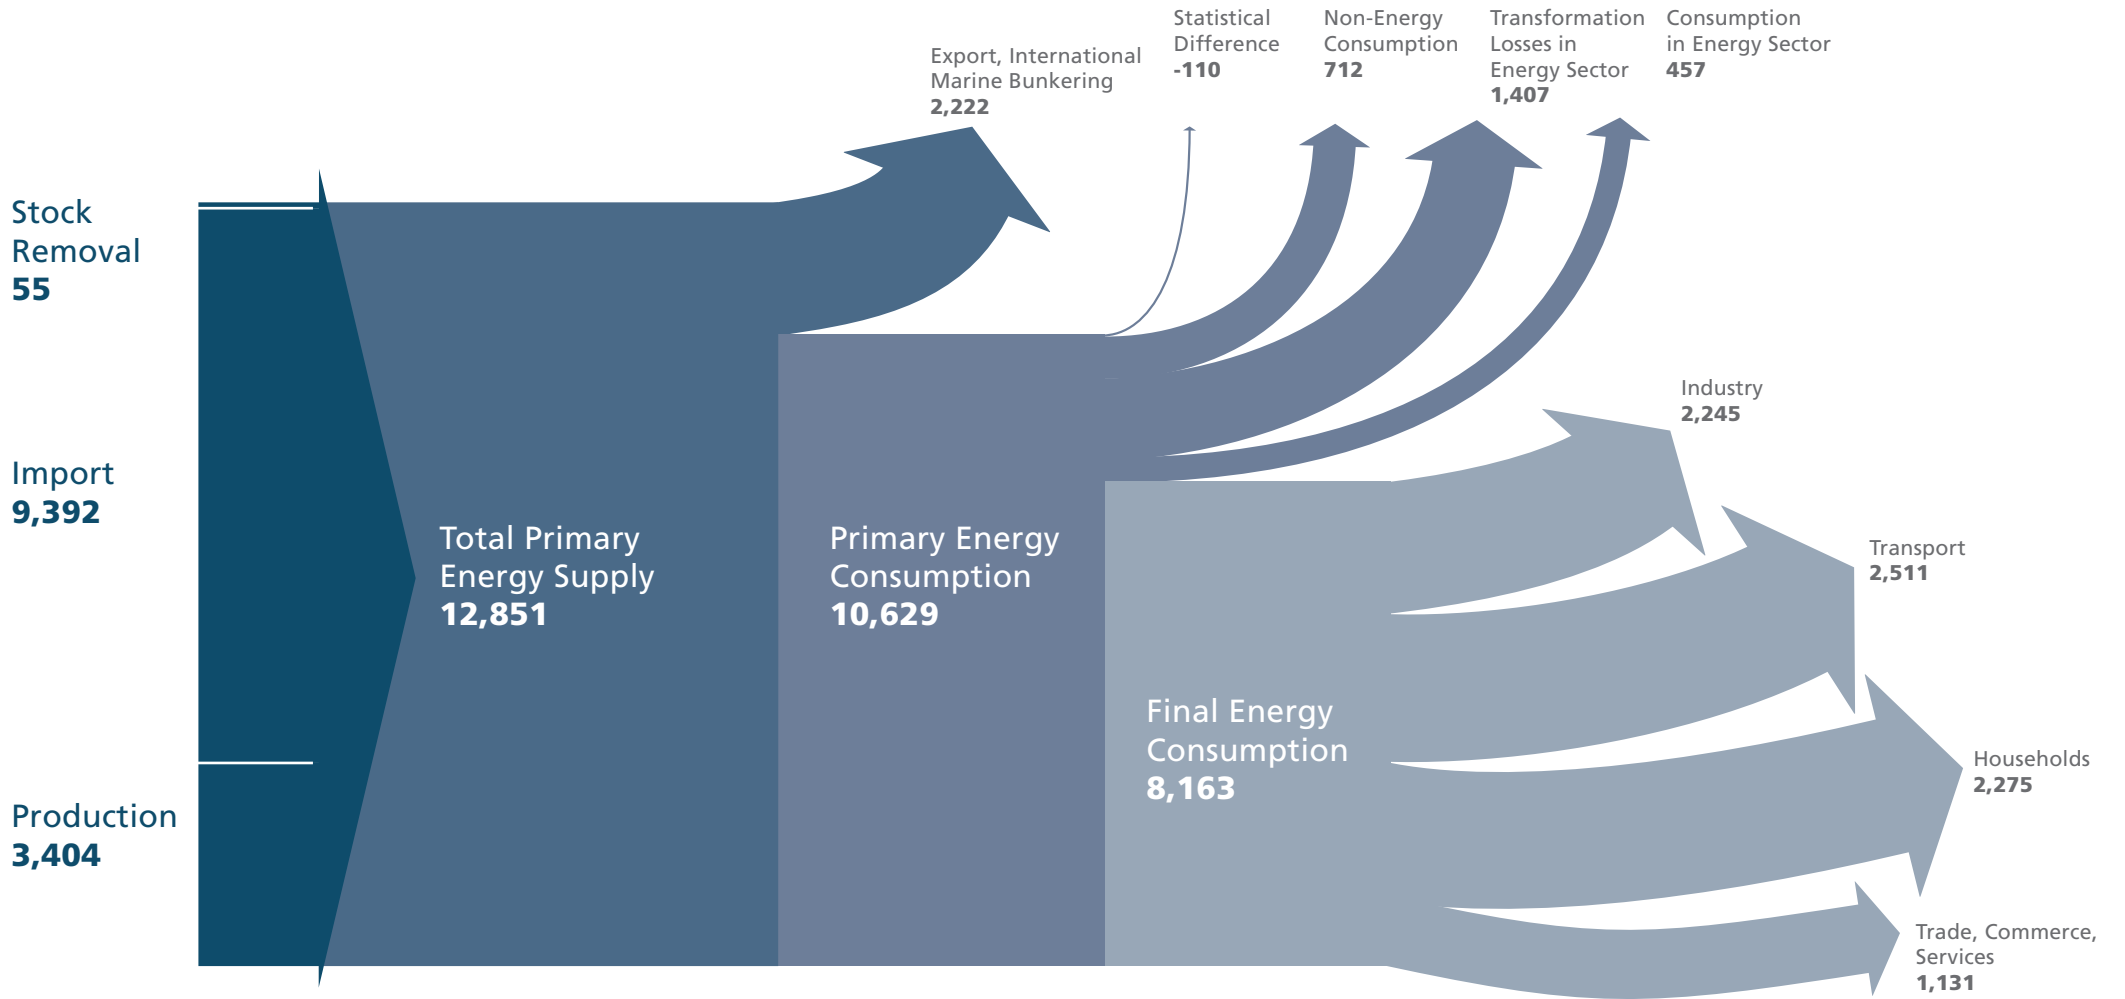 Stock
Removal
55
Import
9,392
Production
3,404
Total Primary
Energy Supply
12,851
Export, International
Marine Bunkering
2,222
Primary Energy
Consumption
10,629
Statistical
Difference
-110
Non-Energy
Consumption
712
Transformation
Losses in
Energy Sector
1,407
Consumption
in Energy Sector
457
Final Energy
Consumption
8,163
Industry
2,245
Transport
2,511
Households
2,275
Trade, Commerce,
Services
1,131